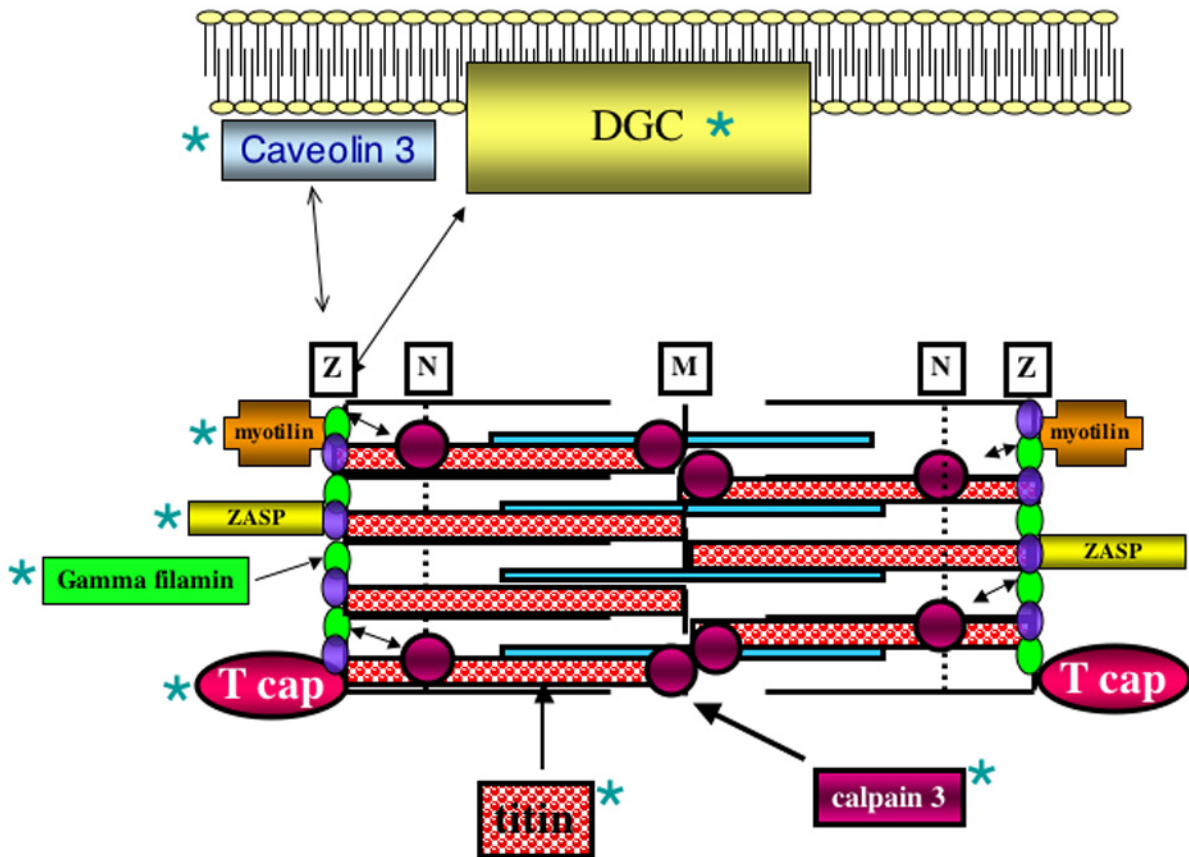 DGC *
* Caveolin 3
Z
N
M
N
Z
* myotilin
myotilin
* ZASP
ZASP
* Gamma filamin
* T cap
T cap
titin *
calpain 3 *